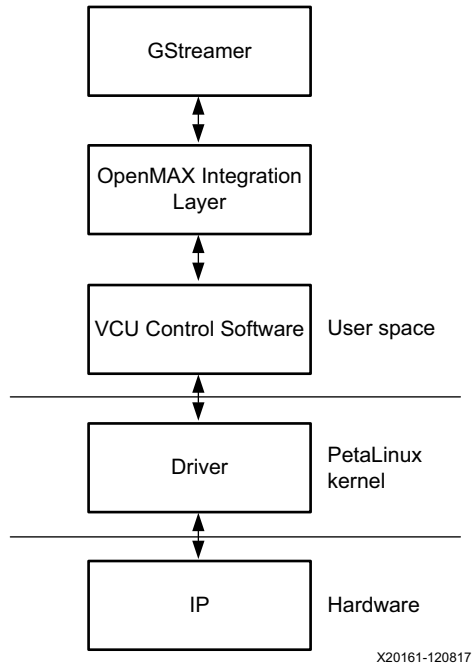 GStreamer
OpenMAX Integration
Layer
VCU Control Software
User space
Driver
PetaLinux
kernel
IP
Hardware
X20161-120817